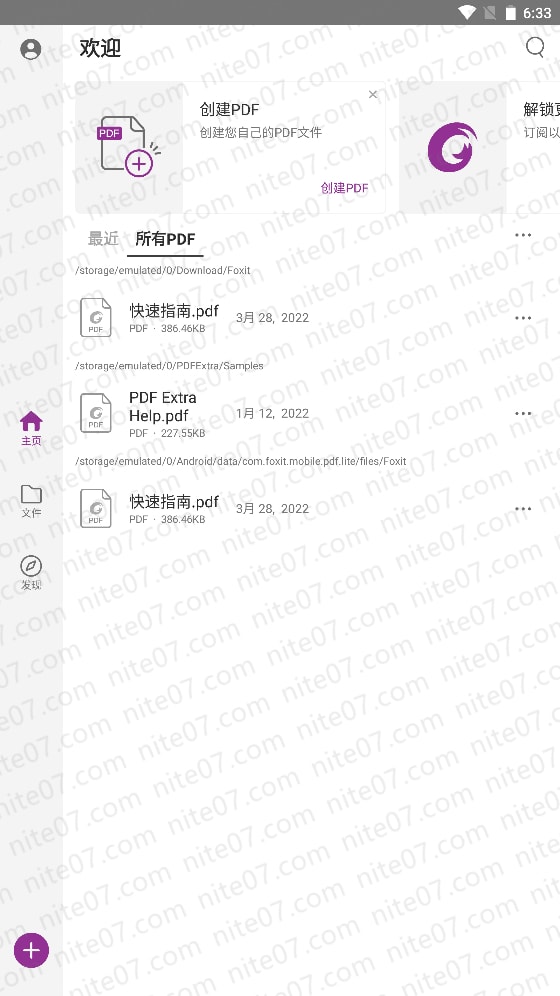 6:33
欢迎
创建PDF
创建您自己的PDF文件
创建PDF
PDF
解锁
订阅以
最近 所有PDF
/storage/emulated/0/Download/Foxit
快速指南.pdf
PDF · 386.46KB
3月 28, 2022
PDF
/storage/emulated/0/PDFExtra/Samples
PDF Extra
Help.pdf
PDF · 227.55KB
1月 12, 2022
PDF
/storage/emulated/0/Android/data/com.foxit.mobile.pdf.lite/files/Foxit
快速指南.pdf
PDF · 386.46KB
3月 28, 2022
PDF
主页
文件
发现
nite07.com